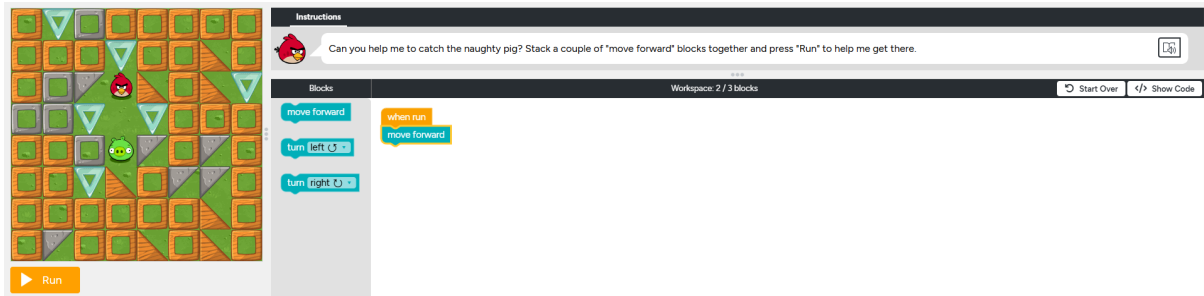 Instructions
Can you help me to catch the naughty pig? Stack a couple of "move forward" blocks together and press "Run" to help me get there.
Blocks
Workspace: 2 / 3 blocks
Start Over
</> Show Code
move forward
turn left
turn right
when run
move forward
Run